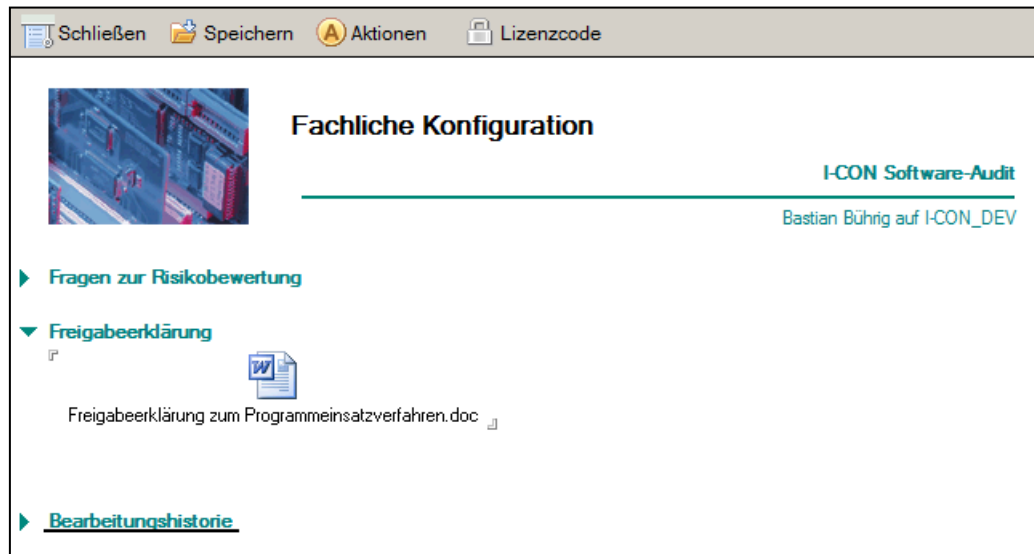 Schließen Speichern A Aktionen Lizenzcode
Fachliche Konfiguration
I-CON Software-Audit
Bastian Bührig auf I-CON_DEV
Fragen zur Risikobewertung
Freigabeerklärung
W
Freigabeerklärung zum Programmeinsatzverfahren.doc
Bearbeitungshistorie